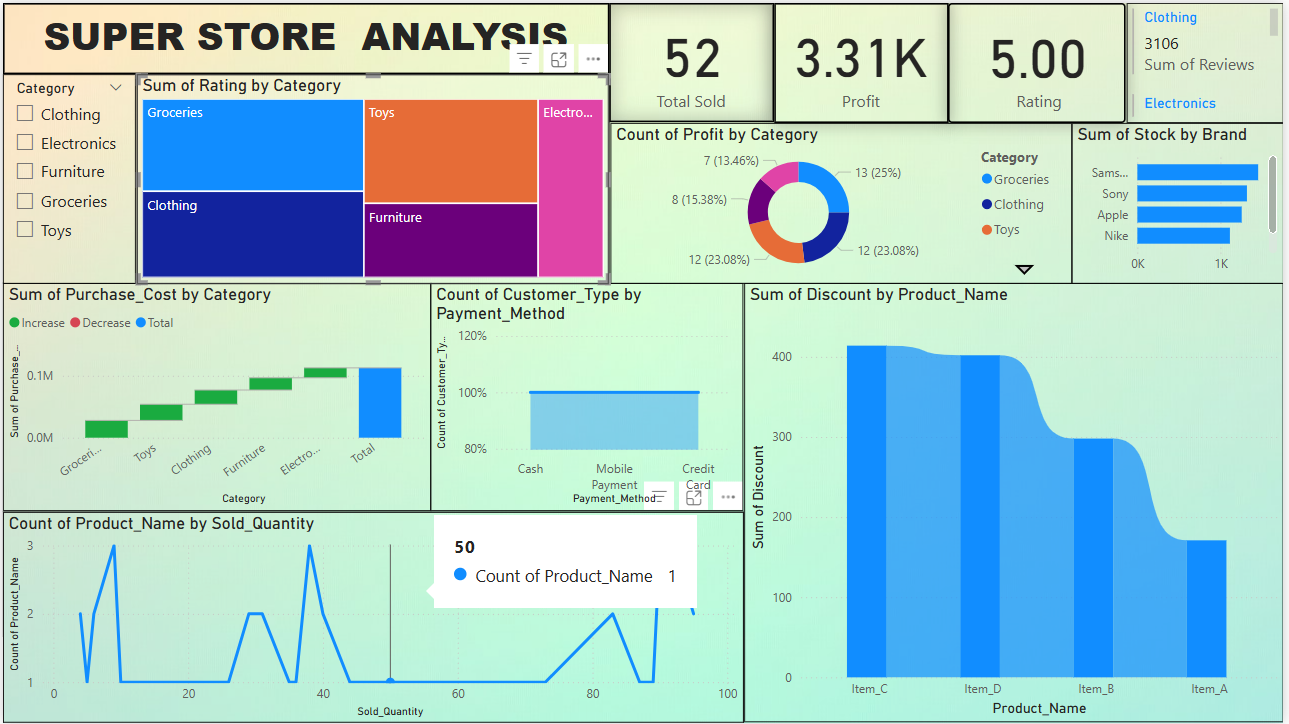 SUPER STORE ANALYSIS
52
Total Sold
3.31K
Profit
5.00
Rating
Clothing
3106
Sum of Reviews
Electronics
Category
Clothing
Electronics
Furniture
Groceries
Toys
Sum of Rating by Category
Groceries
Toys
Electro...
Clothing
Furniture
Count of Profit by Category
7 (13.46%)
13 (25%)
8 (15.38%)
12 (23.08%)
12 (23.08%)
Category
Groceries
Clothing
Toys
Sum of Stock by Brand
Sams...
Sony
Apple
Nike
0K 1K
Sum of Purchase_Cost by Category
Increase Decrease Total
Sum of Purchase_...
0.1M
0.0M
Groceri... Toys Clothing Furniture Electro... Total
Category
Count of Customer_Type by
Payment_Method
Count of Customer_Ty...
120%
100%
80%
Cash Mobile Payment Credit Card
Payment_Method
Sum of Discount by Product_Name
Sum of Discount
400
300
200
100
0
Item_C Item_D Item_B Item_A
Product_Name
Count of Product_Name by Sold_Quantity
Count of Product_Name
3
2
1
0 20 40 60 80 100
Sold_Quantity
50
Count of Product_Name 1